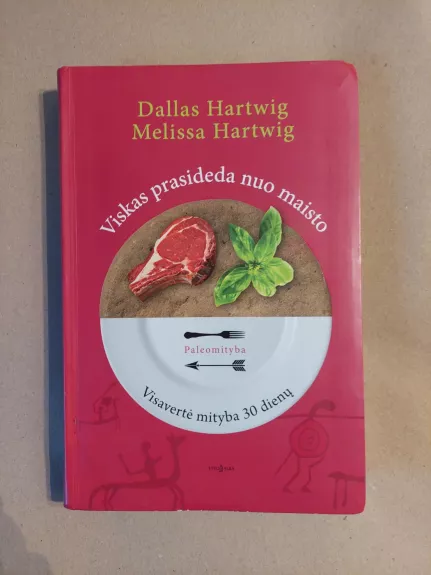 Dallas Hartwig
Melissa Hartwig
Viskas prasideda nuo maisto
Paleomityba
Visavertė mityba 30 dienų